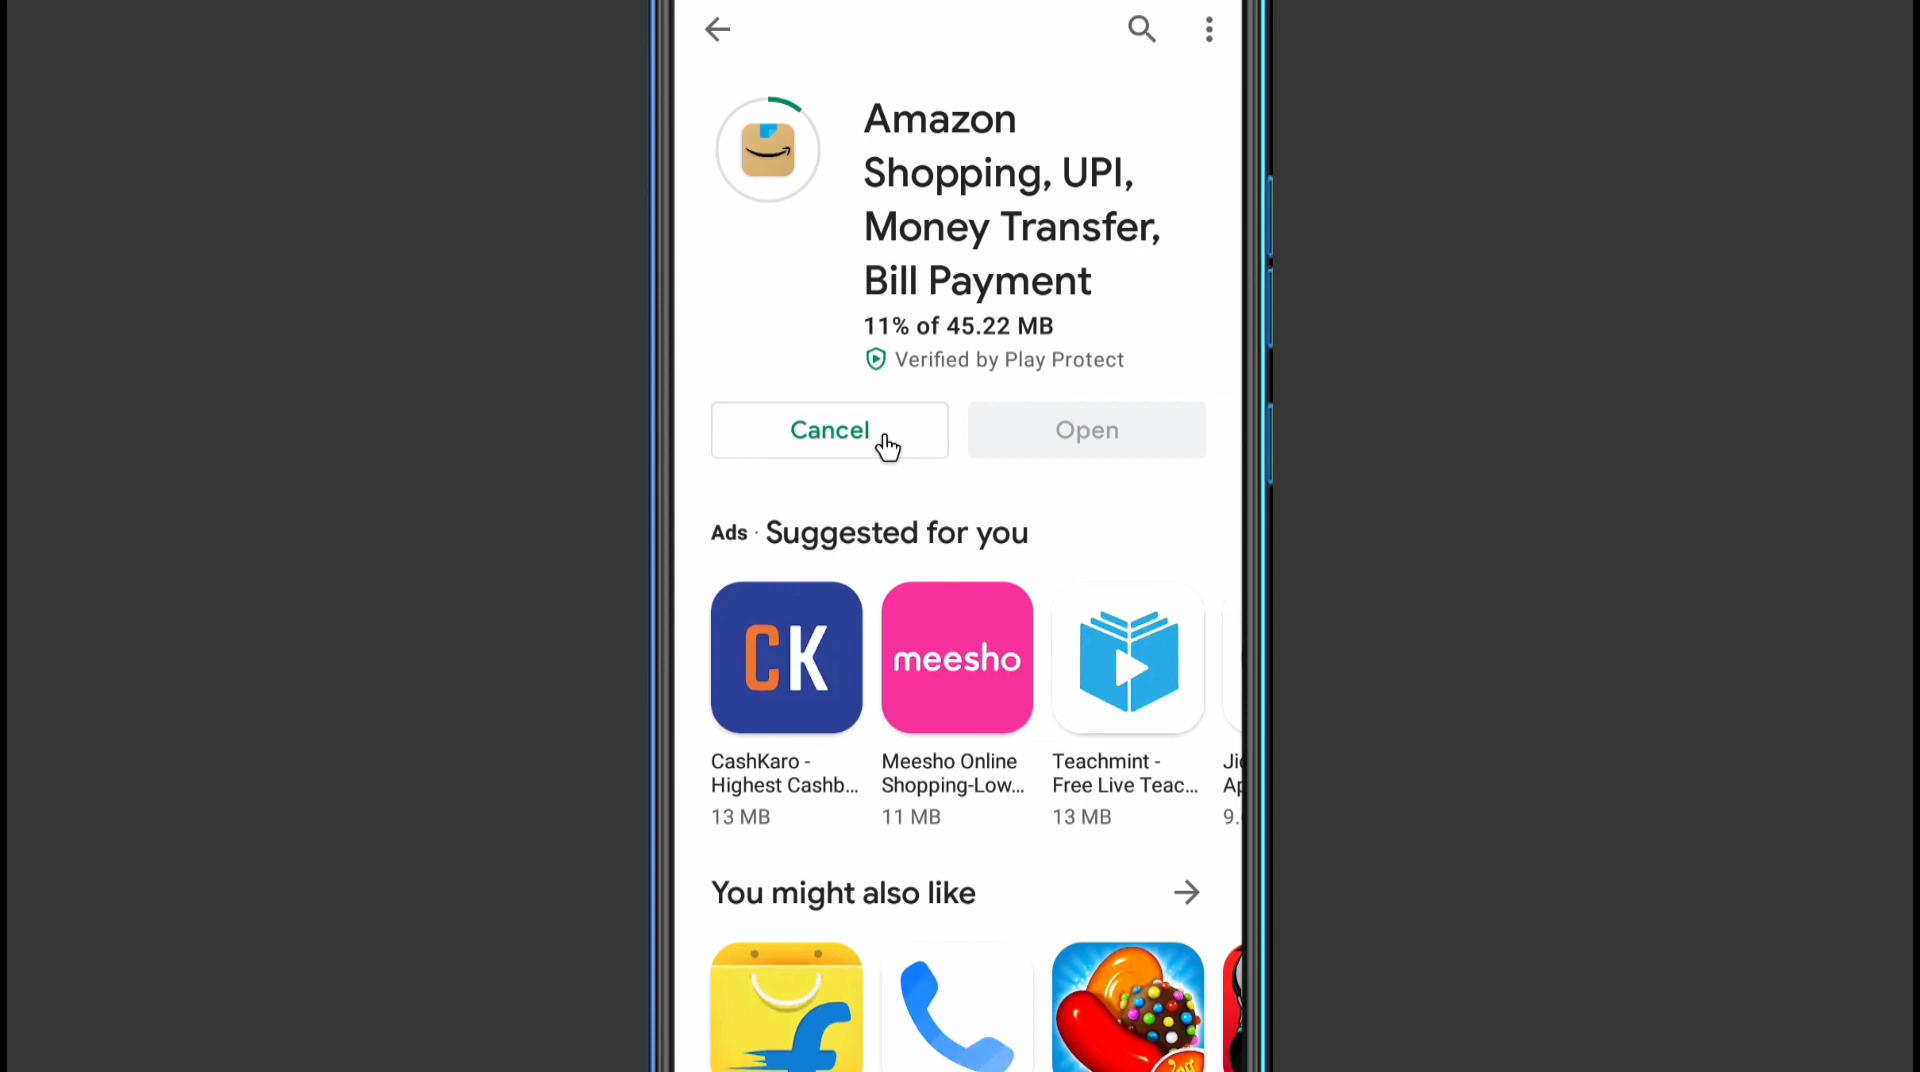 Amazon
Shopping, UPI,
Money Transfer,
Bill Payment
11% of 45.22 MB
Verified by Play Protect
Cancel
Open
Ads · Suggested for you
CK
meesho
CashKaro -
Highest Cashb...
13 MB
Meesho Online
Shopping-Low...
11 MB
Teachmint -
Free Live Teac...
13 MB
You might also like